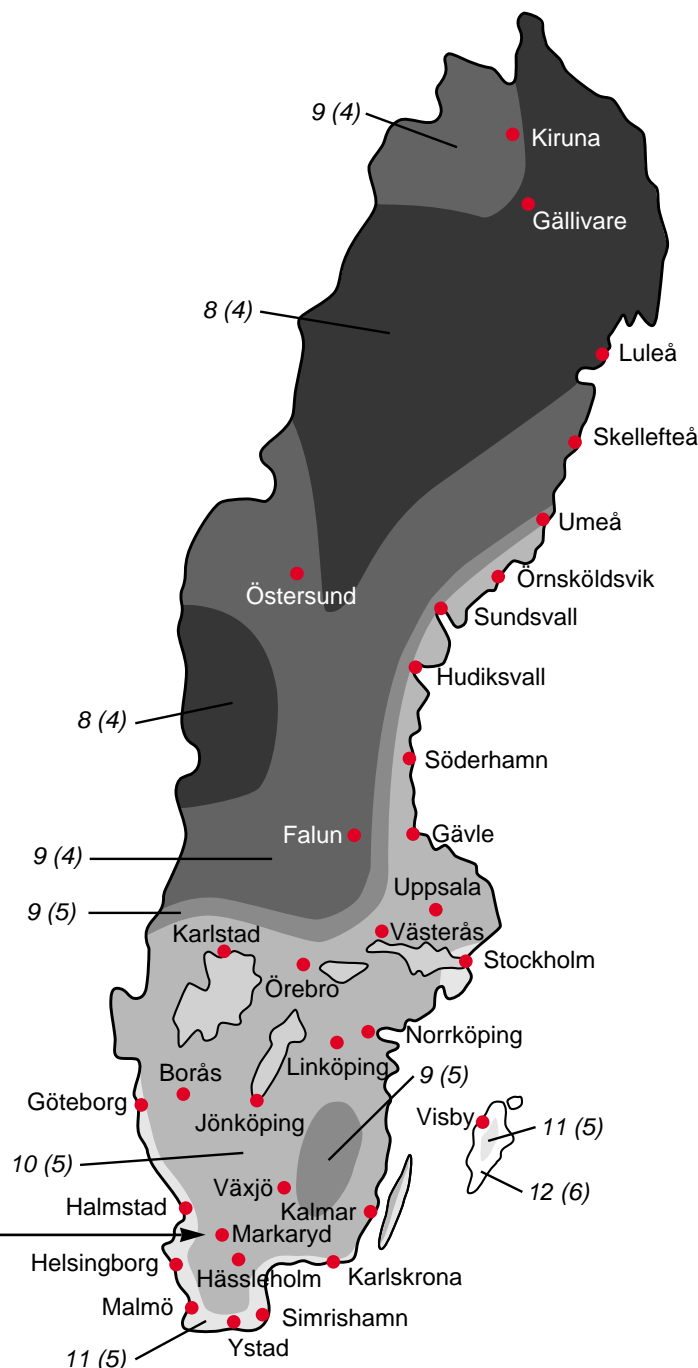 9 (4)
Kiruna
Gällivare
8 (4)
Luleå
Skellefteå
Umeå
Örnsköldsvik
Östersund
Sundsvall
Hudiksvall
8 (4)
Söderhamn
Falun
Gävle
9 (4)
Uppsala
9 (5)
Karlstad
Västerås
Stockholm
Örebro
Norrköping
Linköping
9 (5)
Borås
Göteborg
Jönköping
Visby
11 (5)
10 (5)
12 (6)
Växjö
Halmstad
Kalmar
Markaryd
Helsingborg
Hässleholm
Karlskrona
Malmö
Simrishamn
Ystad
11 (5)